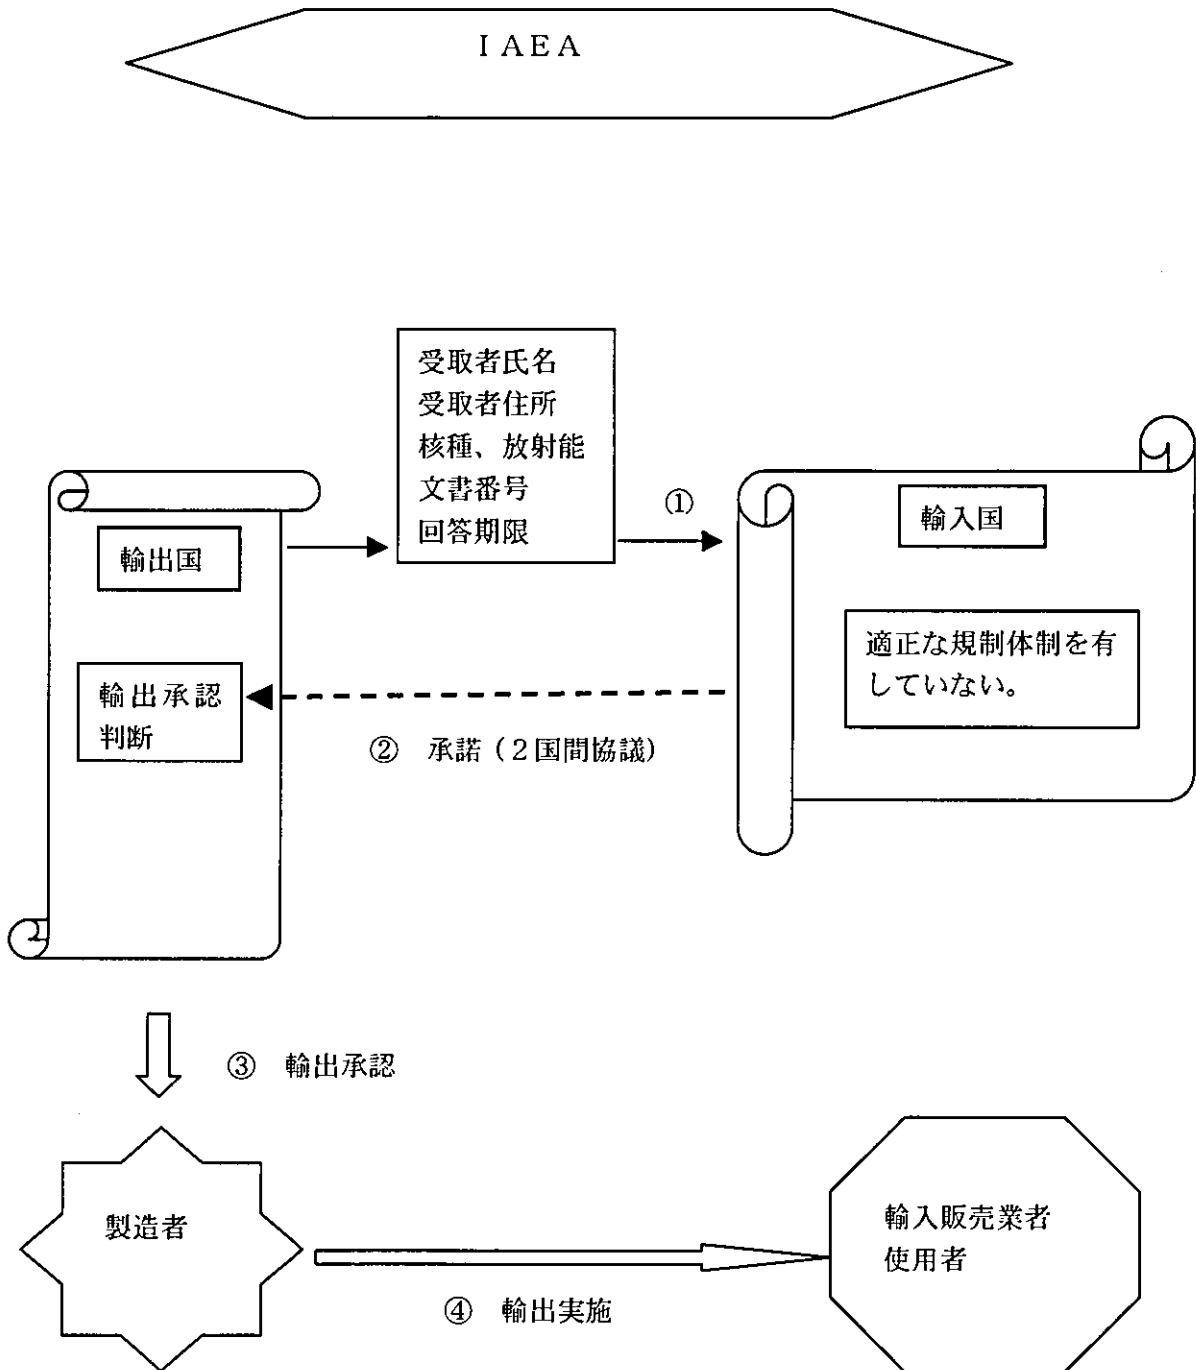 IAEA
受取者氏名
受取者住所
核種、放射能
文書番号
回答期限
①
輸出国
輸入国
適正な規制体制を有
していない。
輸出承認
判断
② 承諾（２国間協議）
③ 輸出承認
製造者
輸入販売業者
使用者
④ 輸出実施